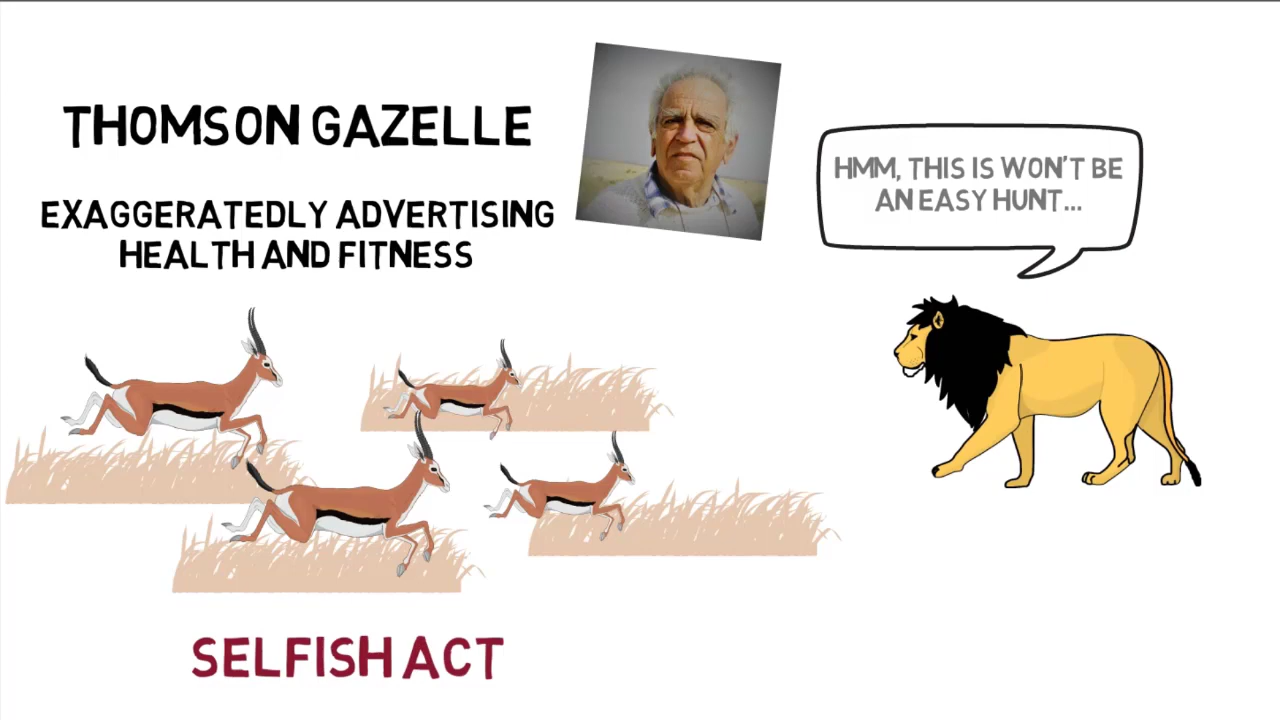 THOMSON GAZELLE
EXAGGERATEDLY ADVERTISING
HEALTH AND FITNESS
HMM, THIS IS WON'T BE
AN EASY HUNT...
SELFISH ACT